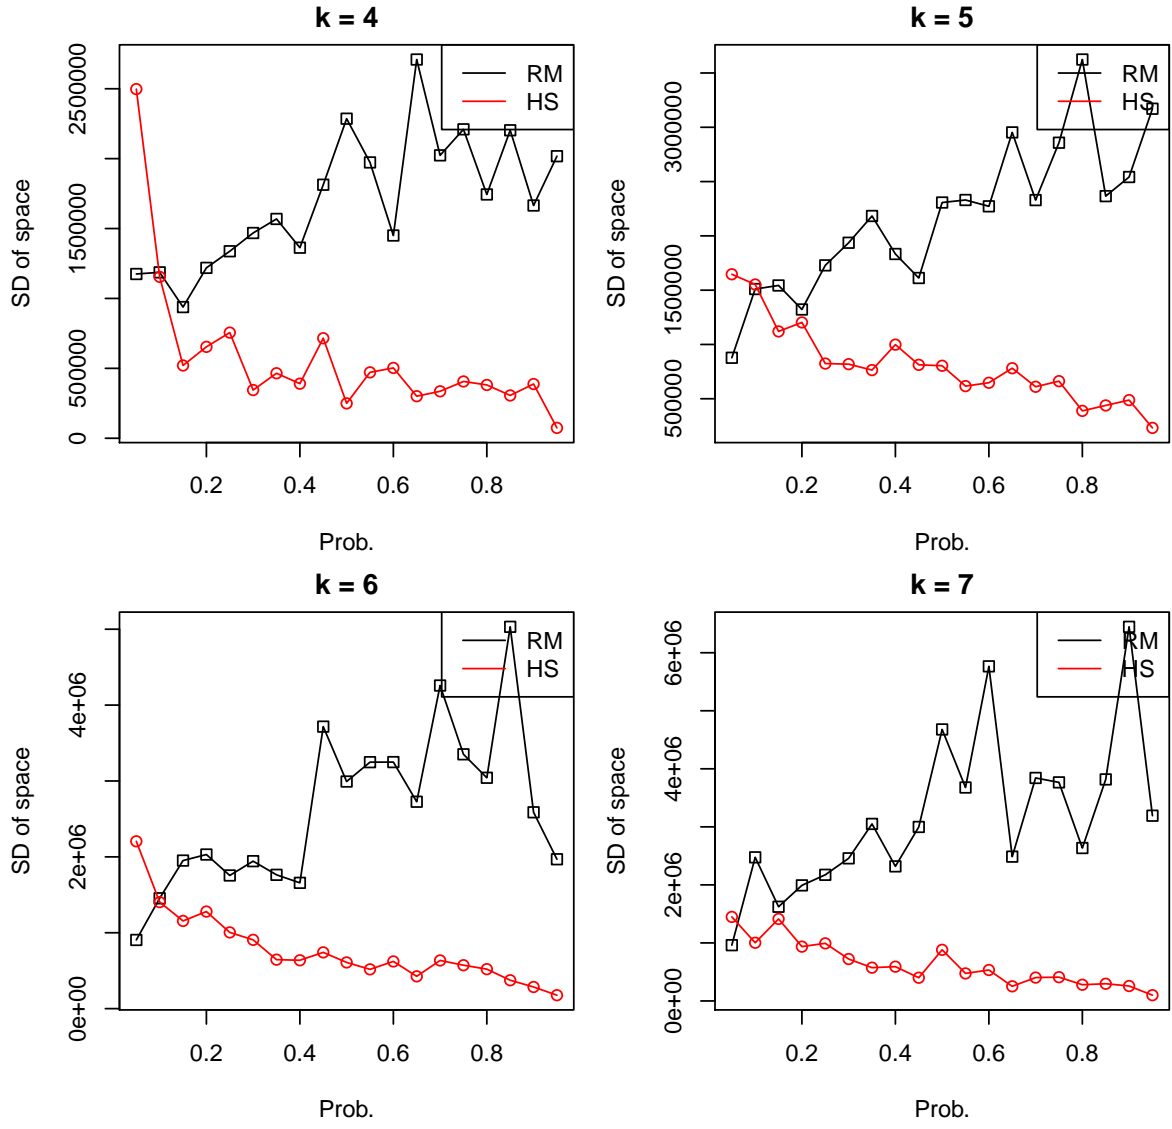 k = 4
RM
HS
SD of space
0
500000
1500000
2500000
0.2
0.4
0.6
0.8
Prob.
k = 5
RM
HS
SD of space
500000
1500000
3000000
0.2
0.4
0.6
0.8
Prob.
k = 6
RM
HS
SD of space
0e+00
2e+06
4e+06
0.2
0.4
0.6
0.8
Prob.
k = 7
RM
HS
SD of space
0e+00
2e+06
4e+06
6e+06
0.2
0.4
0.6
0.8
Prob.